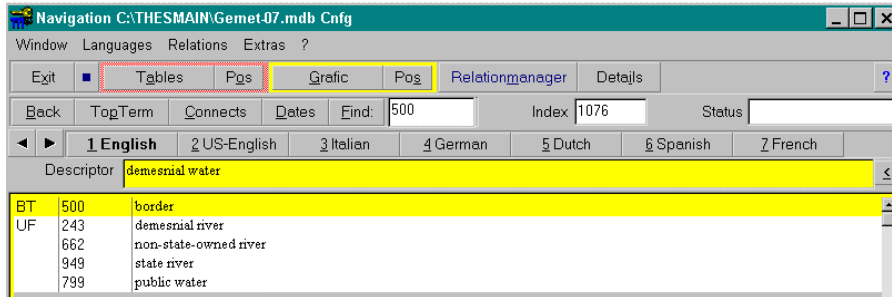 Navigation C:\THESMAIN\Gemet-07.mdb Cnfg
Window Languages Relations Extras ?
Exit Tables Pos Grafic Pos Relationmanager Details ?
Back TopTerm Connects Dates Find: 500 Index 1076 Status
1 English 2 US-English 3 Italian 4 German 5 Dutch 6 Spanish 7 French
Descriptor demesnial water <
BT 500 border
UF 243 demesnial river
662 non-state-owned river
949 state river
799 public water